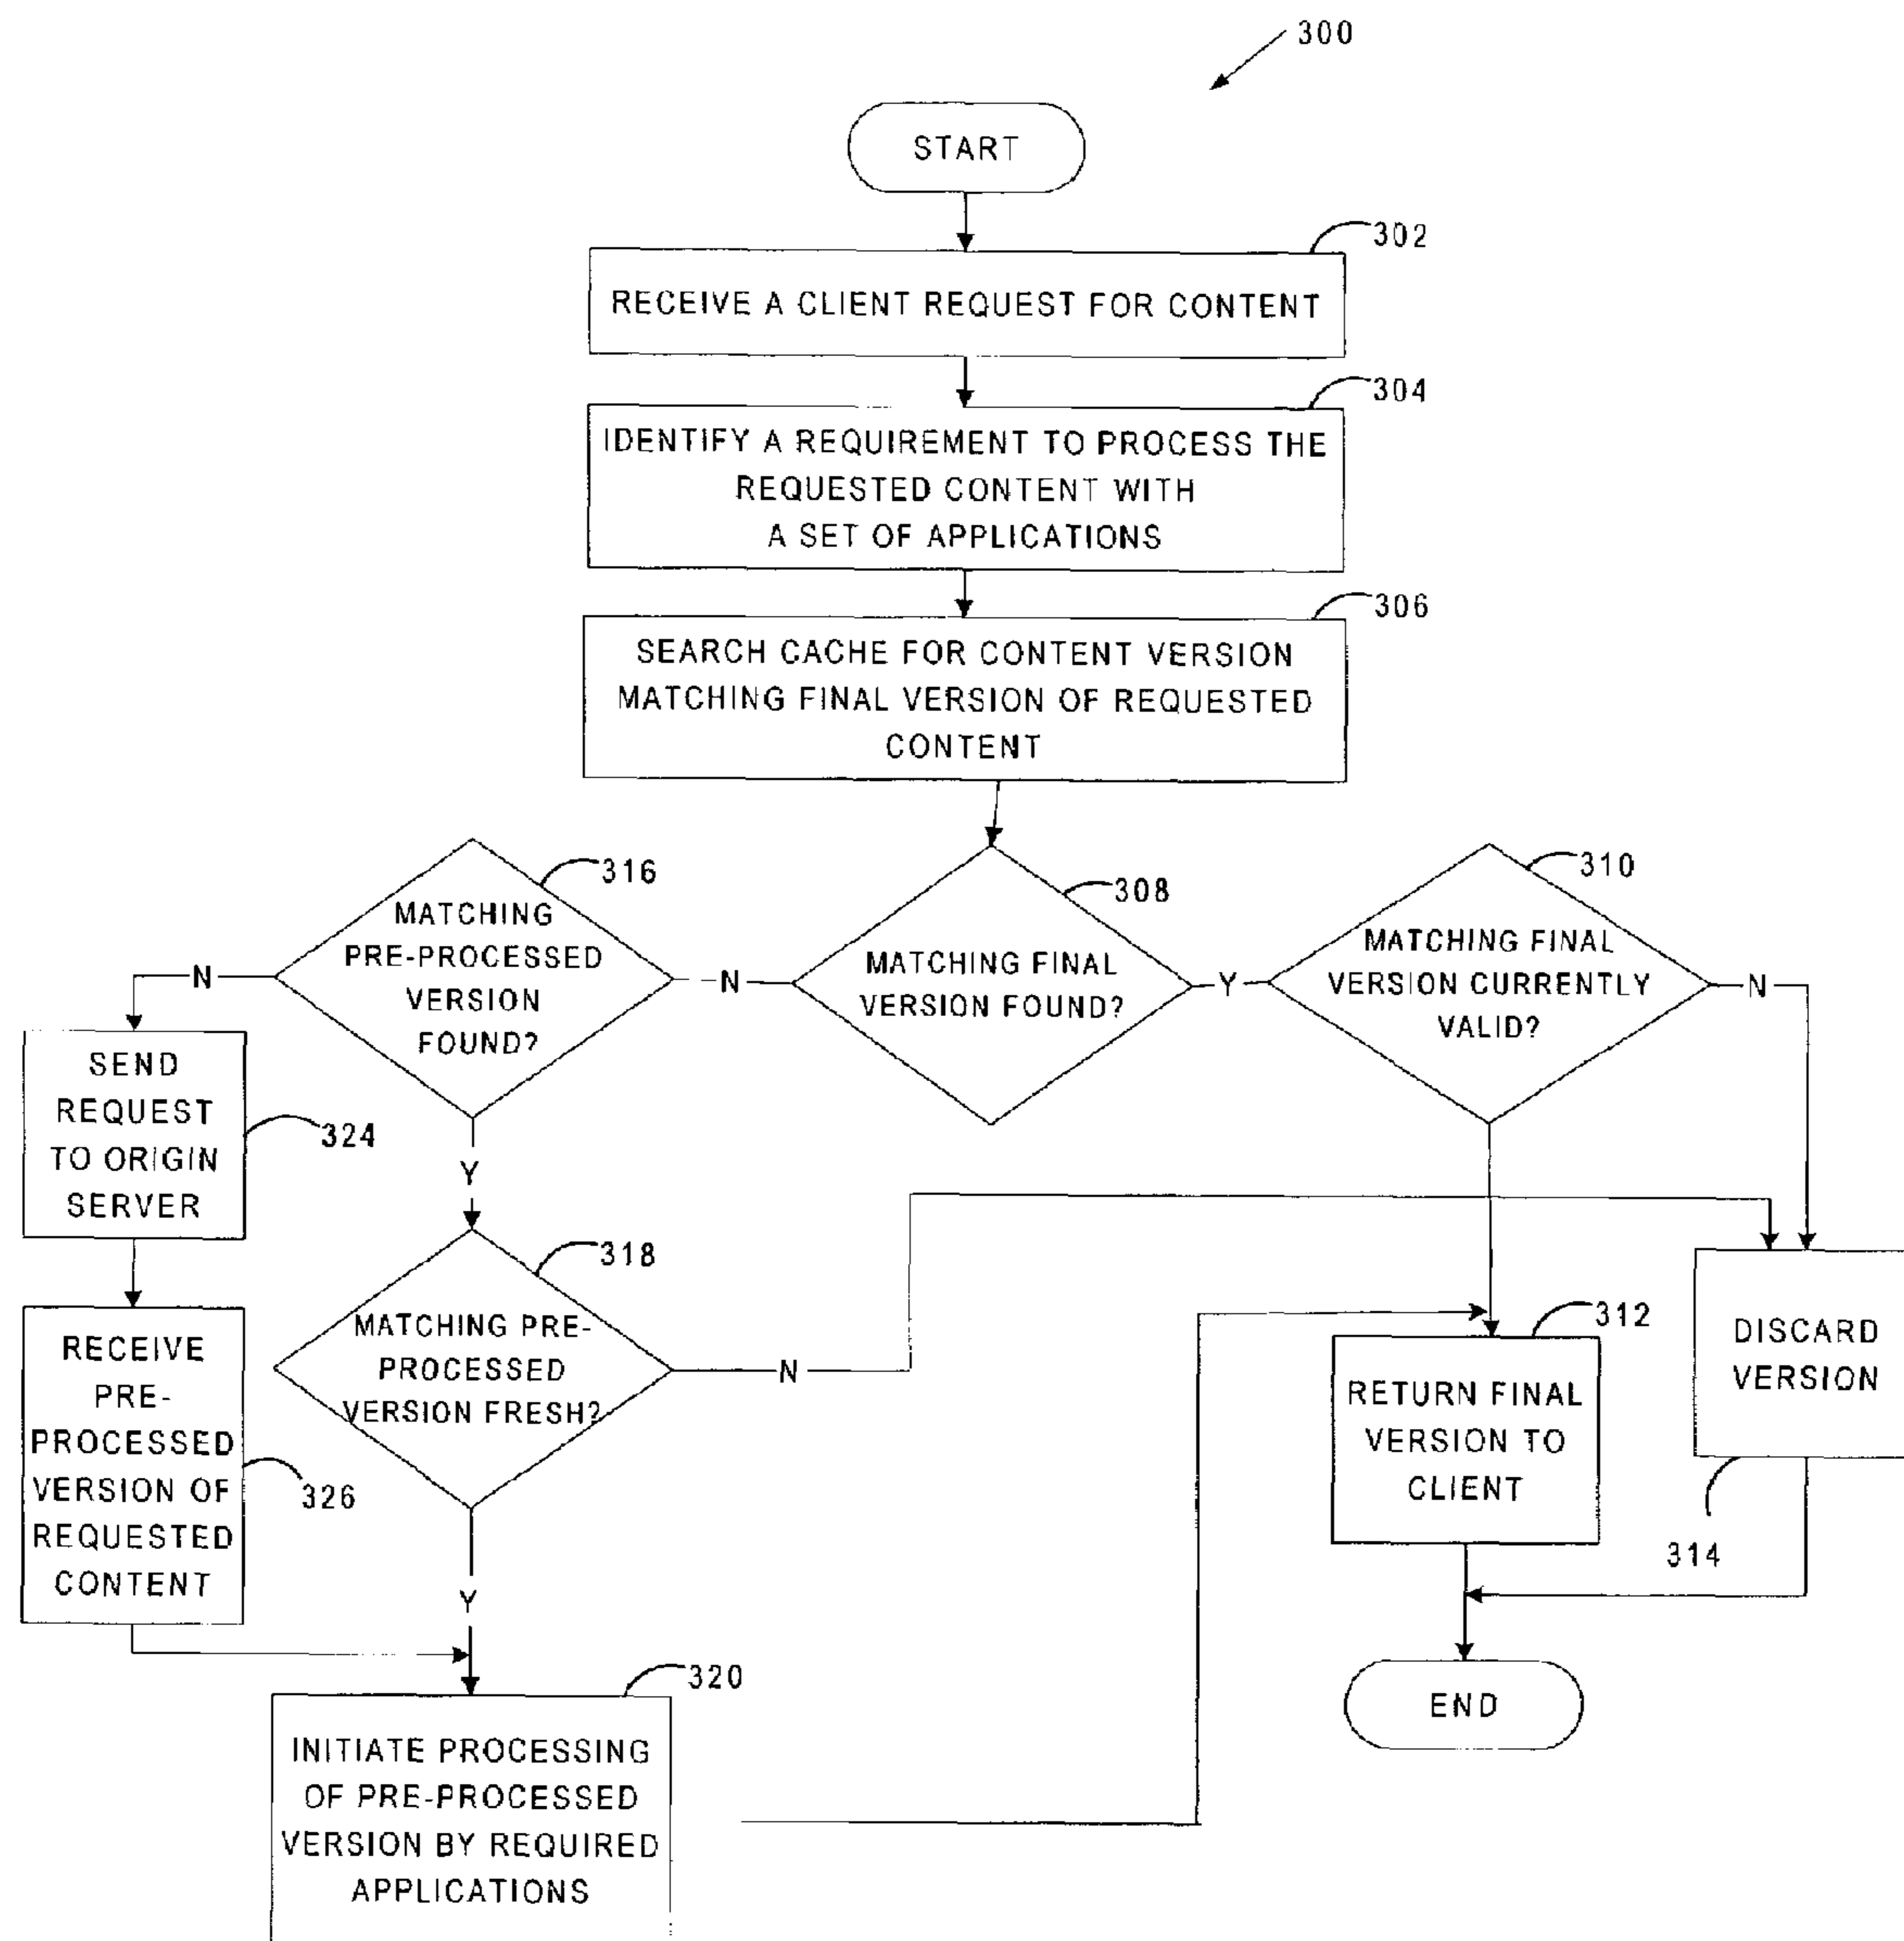 300
START
302
RECEIVE A CLIENT REQUEST FOR CONTENT
304
IDENTIFY A REQUIREMENT TO PROCESS THE
REQUESTED CONTENT WITH
A SET OF APPLICATIONS
306
SEARCH CACHE FOR CONTENT VERSION
MATCHING FINAL VERSION OF REQUESTED
CONTENT
316
MATCHING
PRE-PROCESSED
VERSION
FOUND?
N
N
308
MATCHING FINAL
VERSION FOUND?
Y
310
MATCHING FINAL
VERSION CURRENTLY
VALID?
N
SEND
REQUEST
TO ORIGIN
SERVER
324
Y
318
MATCHING PRE-
PROCESSED
VERSION FRESH?
N
RECEIVE
PRE-
PROCESSED
VERSION OF
REQUESTED
CONTENT
326
312
RETURN FINAL
VERSION TO
CLIENT
DISCARD
VERSION
314
Y
320
INITIATE PROCESSING
OF PRE-PROCESSED
VERSION BY REQUIRED
APPLICATIONS
END